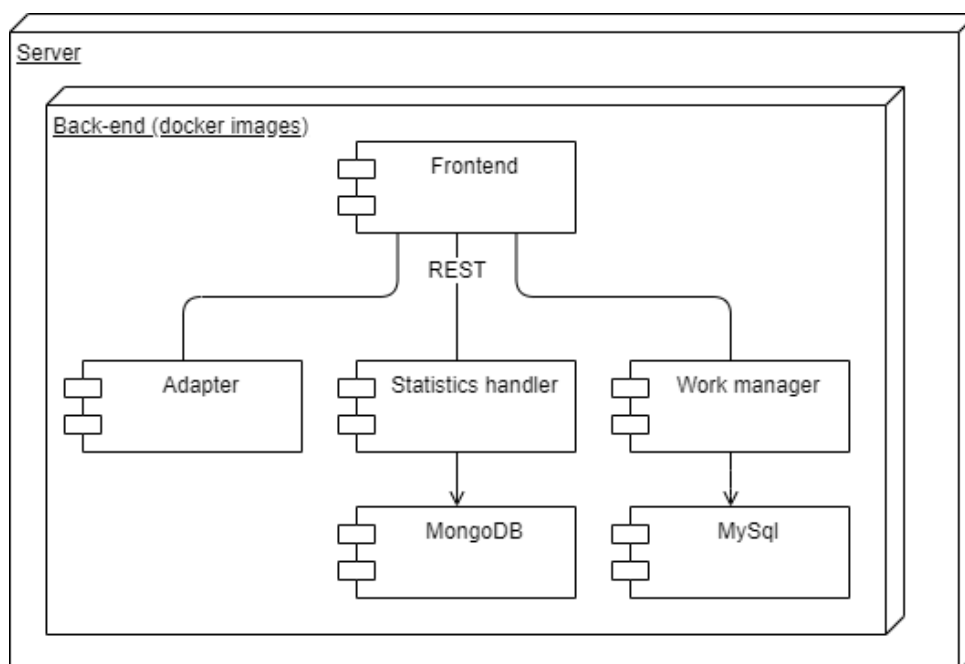 Server
Back-end (docker images)
Frontend
REST
Adapter
Statistics handler
Work manager
MongoDB
MySql